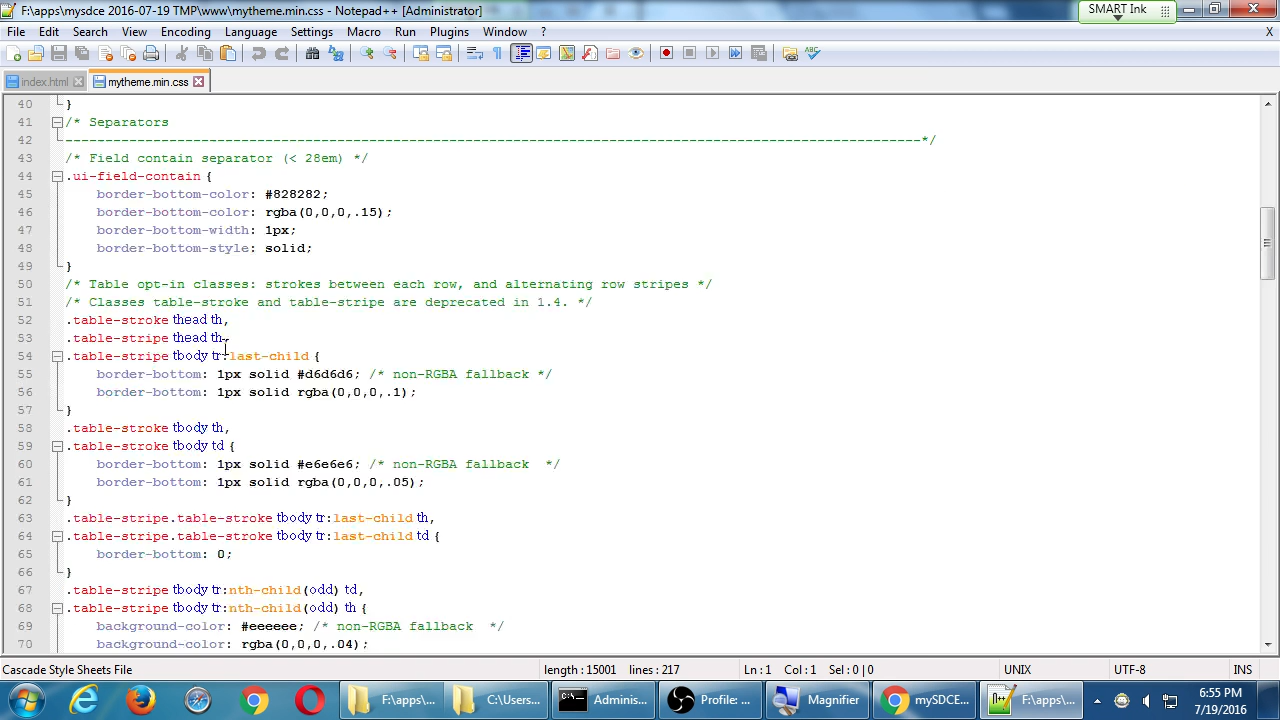 F:\apps\mysdce 2016-07-19 TMP\www\mytheme.min.css - Notepad++ [Administrator]
SMART Ink
File Edit Search View Encoding Language Settings Macro Run Plugins Window ? X
index.html mytheme.min.css
40 }
41 /* Separators
42 -----------------------------------------------------------------------------------------------------------*/
43 /* Field contain separator (< 28em) */
44 .ui-field-contain {
45 border-bottom-color: #828282;
46 border-bottom-color: rgba(0,0,0,.15);
47 border-bottom-width: 1px;
48 border-bottom-style: solid;
49 }
50 /* Table opt-in classes: strokes between each row, and alternating row stripes */
51 /* Classes table-stroke and table-stripe are deprecated in 1.4. */
52 .table-stroke thead th,
53 .table-stripe thead th,
54 .table-stripe tbody tr:last-child {
55 border-bottom: 1px solid #d6d6d6; /* non-RGBA fallback */
56 border-bottom: 1px solid rgba(0,0,0,.1);
57 }
58 .table-stroke tbody th,
59 .table-stroke tbody td {
60 border-bottom: 1px solid #e6e6e6; /* non-RGBA fallback  */
61 border-bottom: 1px solid rgba(0,0,0,.05);
62 }
63 .table-stripe.table-stroke tbody tr:last-child th,
64 .table-stripe.table-stroke tbody tr:last-child td {
65 border-bottom: 0;
66 }
67 .table-stripe tbody tr:nth-child(odd) td,
68 .table-stripe tbody tr:nth-child(odd) th {
69 background-color: #eeeeee; /* non-RGBA fallback  */
70 background-color: rgba(0,0,0,.04);
Cascade Style Sheets File length : 15001 lines : 217 Ln : 1 Col : 1 Sel : 0 | 0 UNIX UTF-8 INS
F:\apps\... C:\Users... Adminis... Profile: ... Magnifier mySDCE... F:\apps\... 6:55 PM
7/19/2016